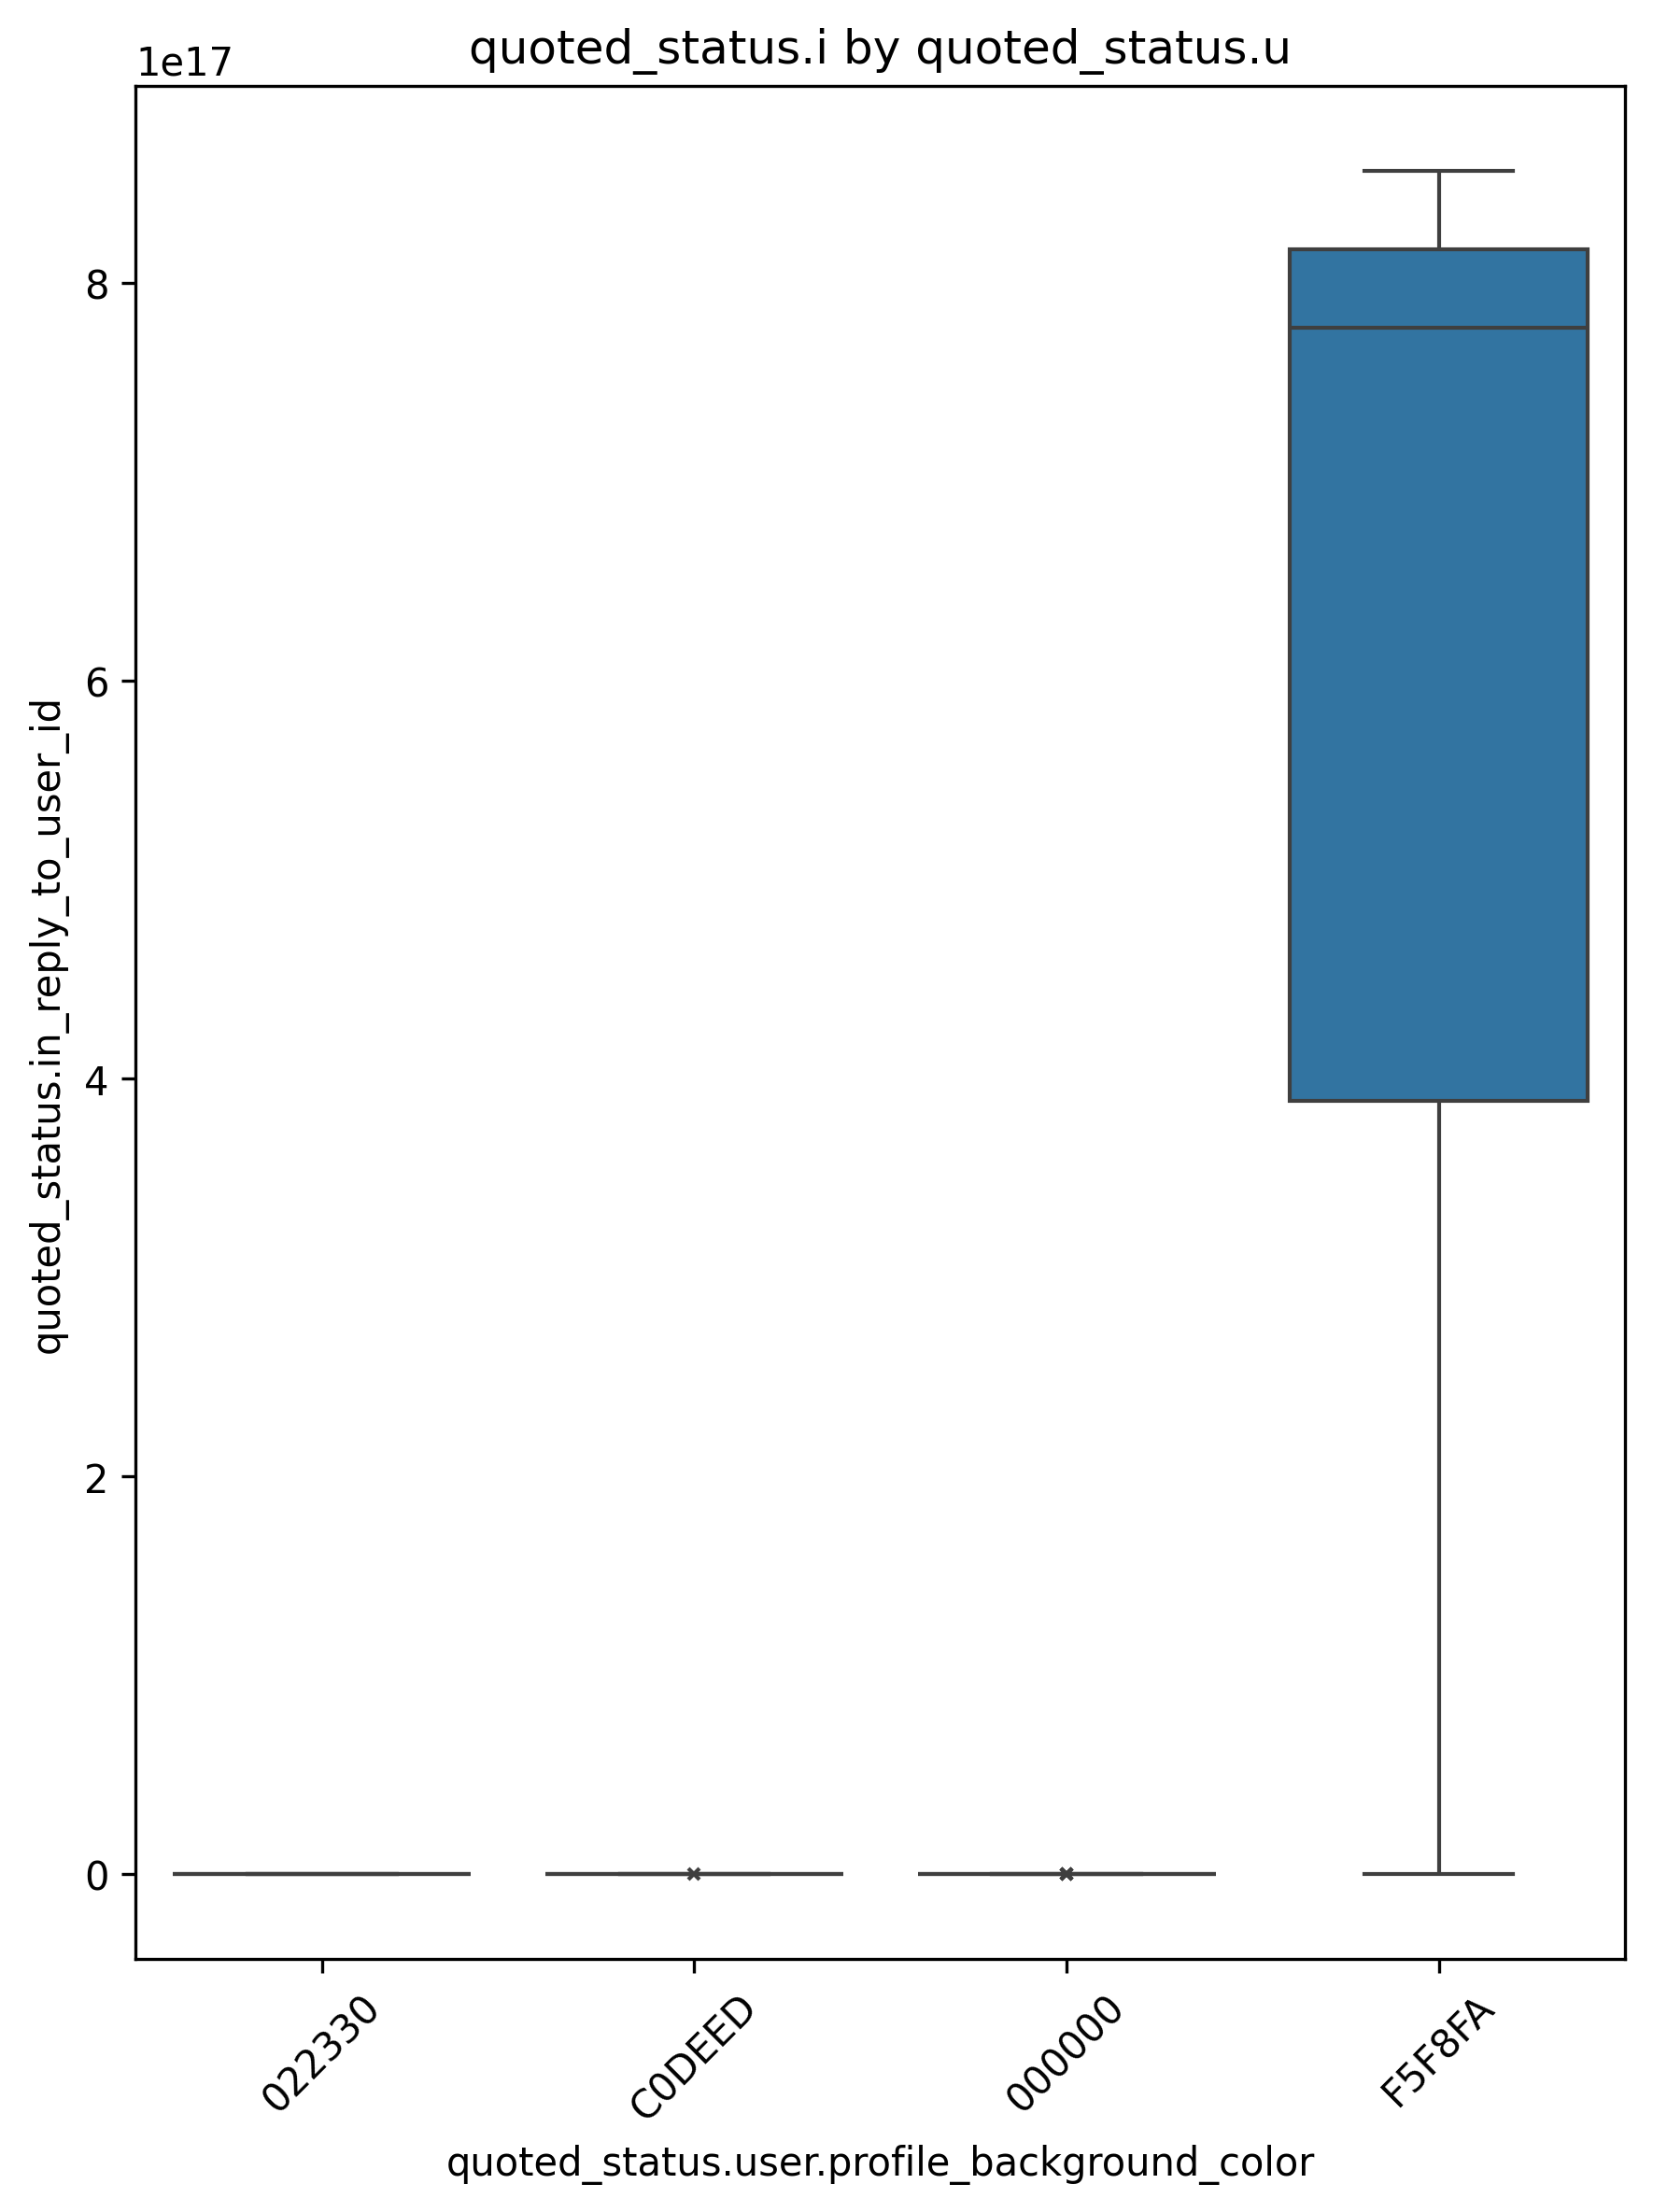 quoted_status.i by quoted_status.u
1e17
8
6
4
2
0
quoted_status.in_reply_to_user_id
022330
C0DEED
000000
F5F8FA
quoted_status.user.profile_background_color